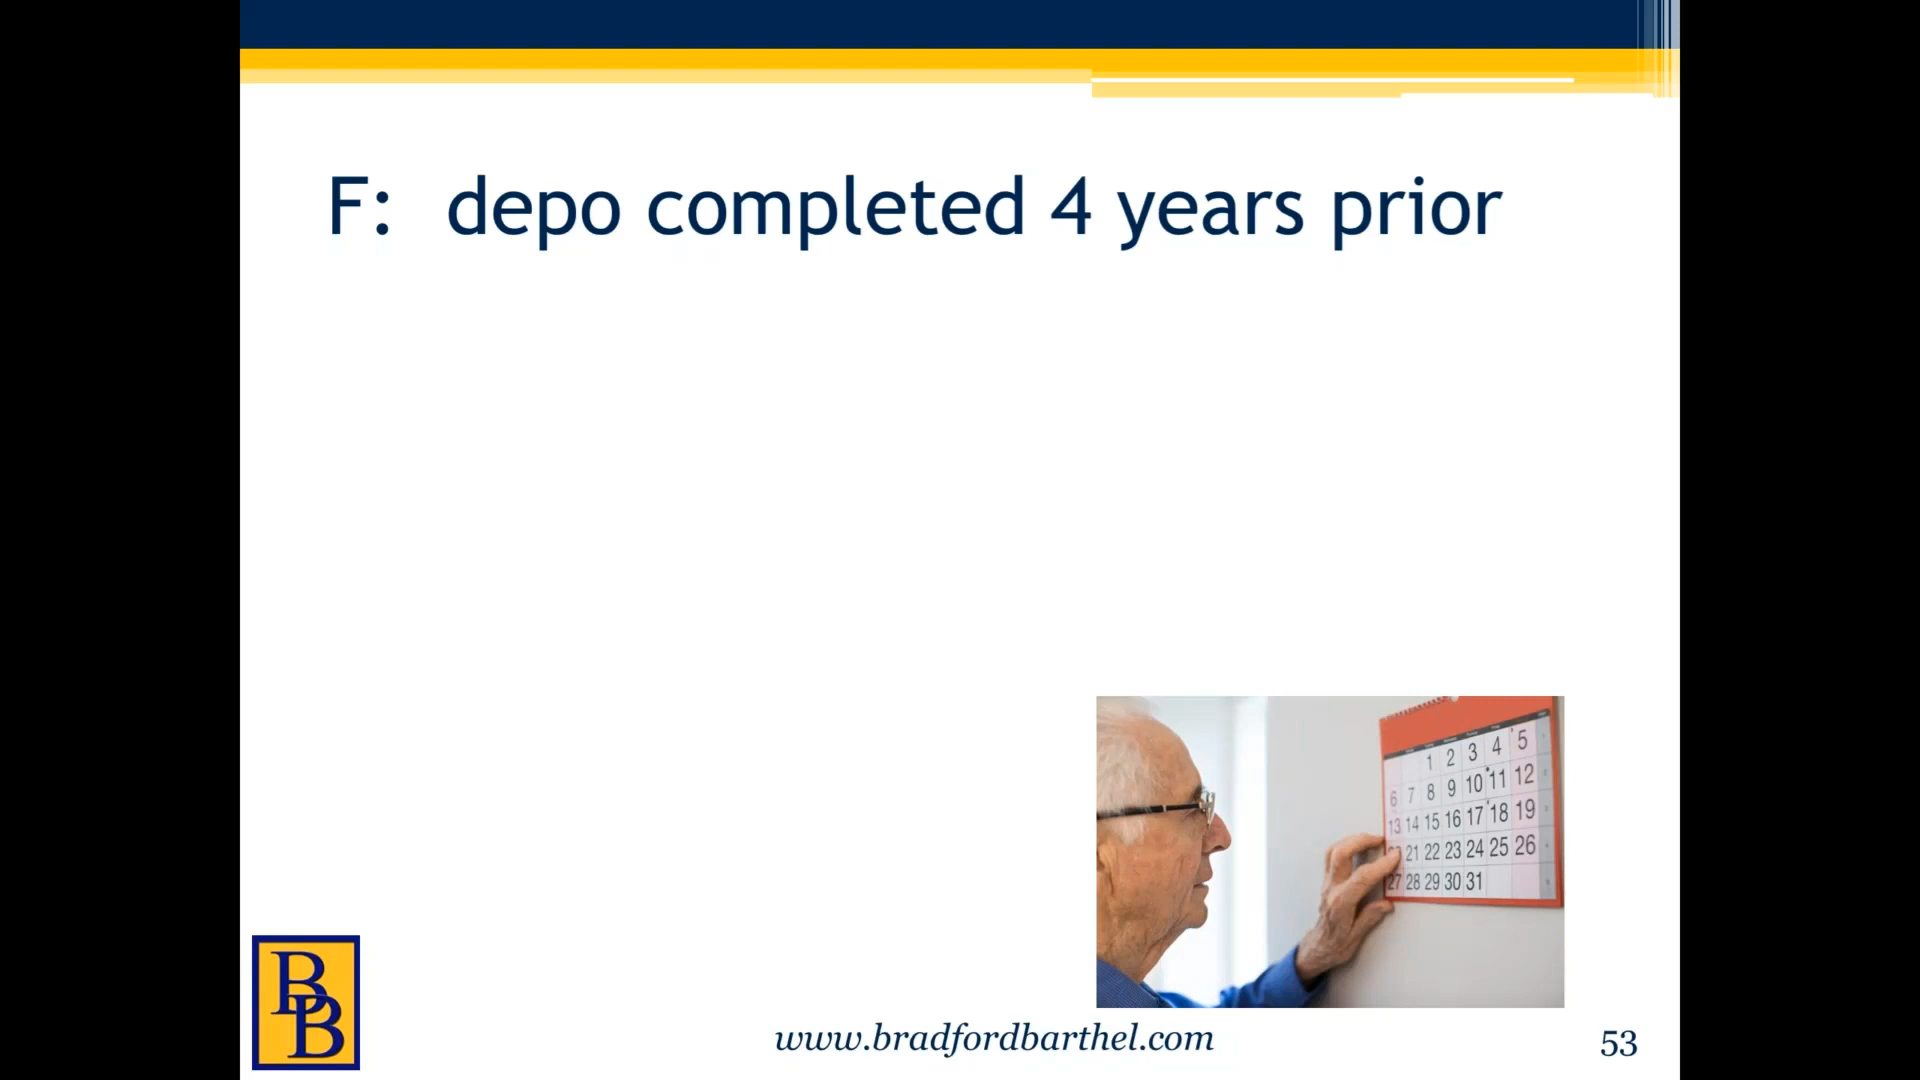 F: depo completed 4 years prior
1 2 3 4 5
6 7 8 9 10 11 12
13 14 15 16 17 18 19
21 22 23 24 25 26
27 28 29 30 31
BB
www.bradfordbarthel.com
53